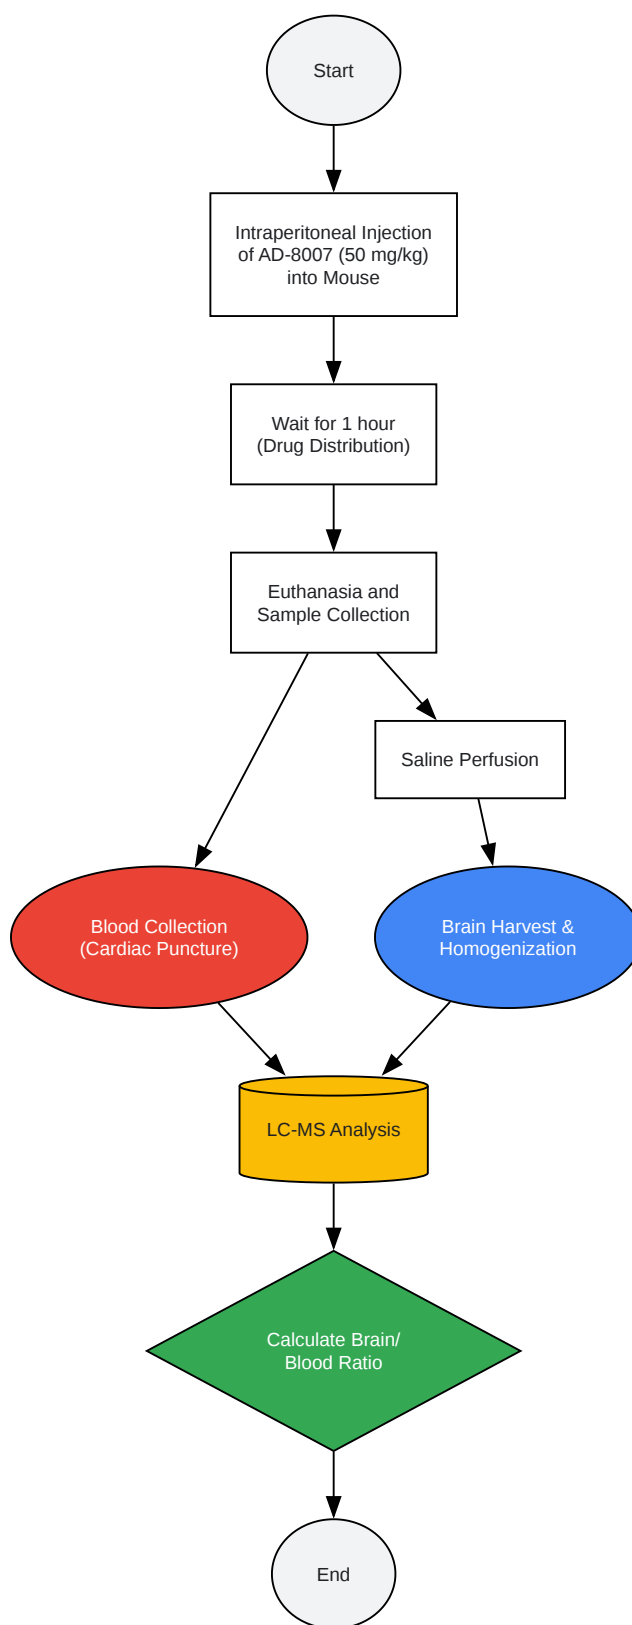 Start
Intraperitoneal Injection
of AD-8007 (50 mg/kg)
into Mouse
Wait for 1 hour
(Drug Distribution)
Euthanasia and
Sample Collection
Saline Perfusion
Blood Collection
(Cardiac Puncture)
Brain Harvest &
Homogenization
LC-MS Analysis
Calculate Brain/
Blood Ratio
End